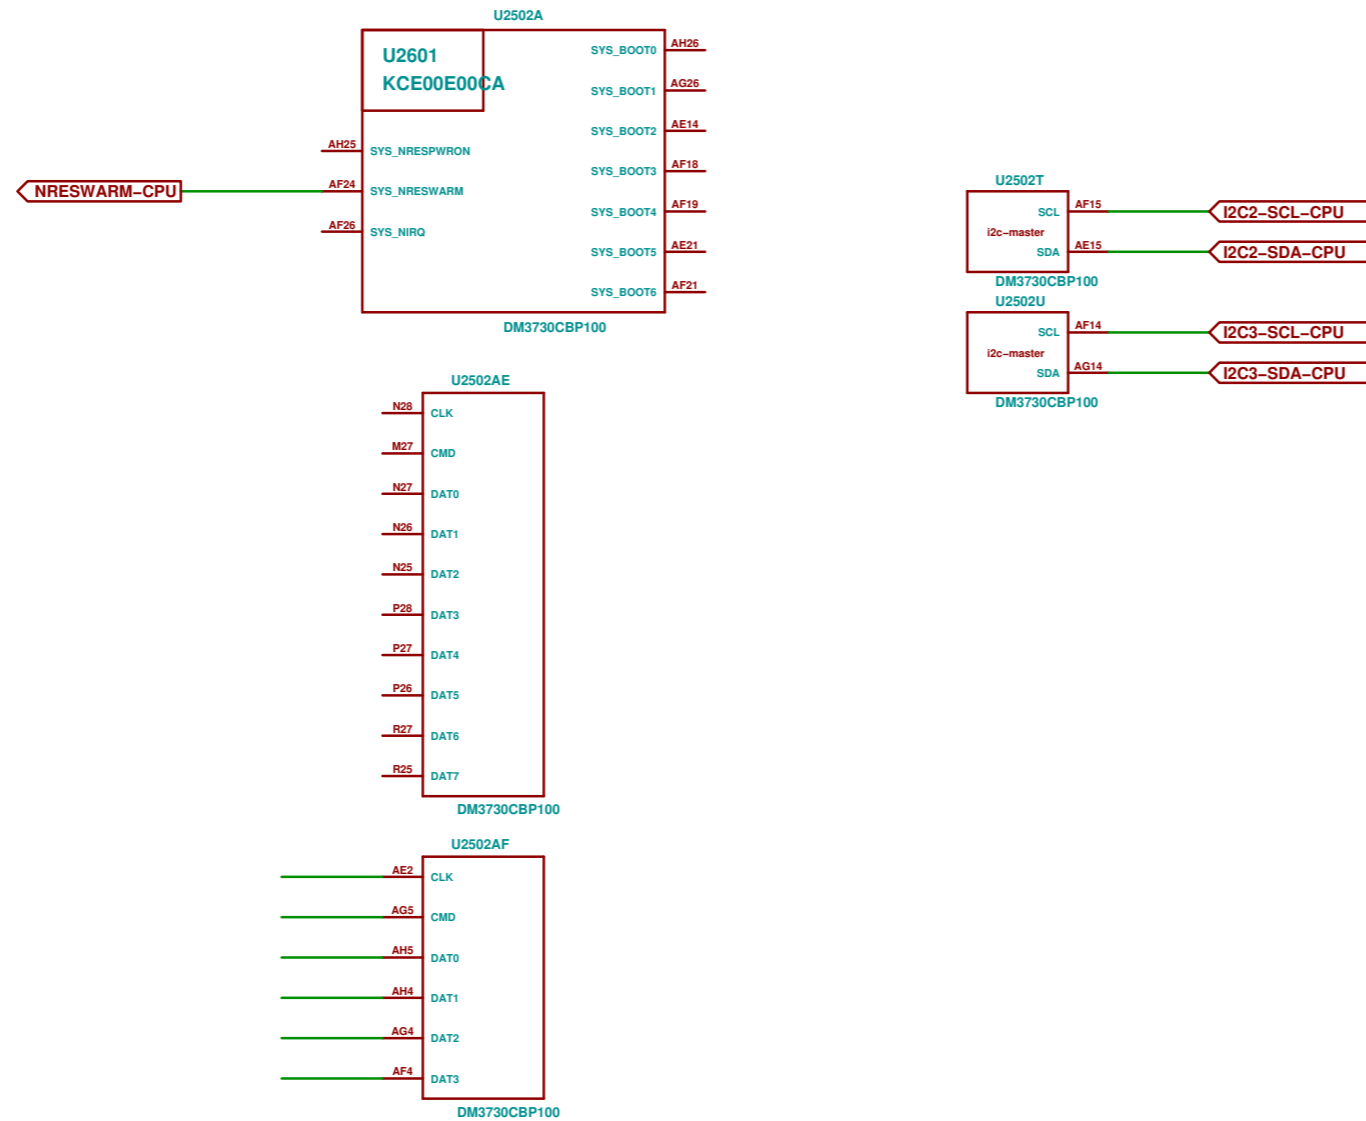 U2502A
U2601
KCE00E00CA
SYS_BOOT0 AH26
SYS_BOOT1 AG26
SYS_BOOT2 AE14
AH25 SYS_NRESPWRON
SYS_BOOT3 AF18
NRESWARM-CPU AF24 SYS_NRESWARM
SYS_BOOT4 AF19
AF26 SYS_NIRQ
SYS_BOOT5 AE21
SYS_BOOT6 AF21
DM3730CBP100
U2502T
SCL AF15 I2C2-SCL-CPU
i2c-master
SDA AE15 I2C2-SDA-CPU
DM3730CBP100
U2502U
SCL AF14 I2C3-SCL-CPU
i2c-master
SDA AG14 I2C3-SDA-CPU
DM3730CBP100
U2502AE
N28 CLK
M27 CMD
N27 DAT0
N26 DAT1
N25 DAT2
P28 DAT3
P27 DAT4
P26 DAT5
R27 DAT6
R25 DAT7
DM3730CBP100
U2502AF
AE2 CLK
AG5 CMD
AH5 DAT0
AH4 DAT1
AG4 DAT2
AF4 DAT3
DM3730CBP100